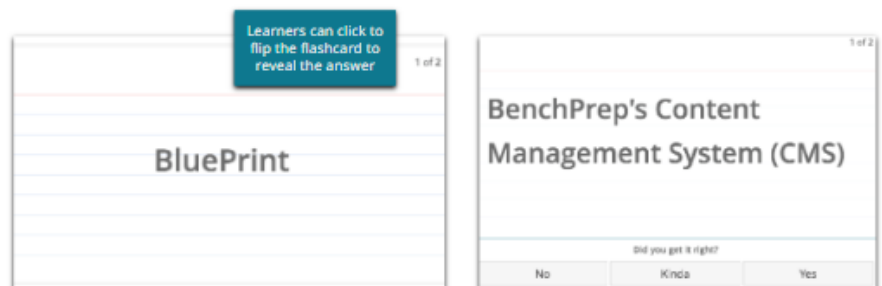 Learners can click to
flip the flashcard to
reveal the answer
1 of 2
BluePrint
1 of 2
BenchPrep's Content
Management System (CMS)
Did you get it right?
No
Kinda
Yes